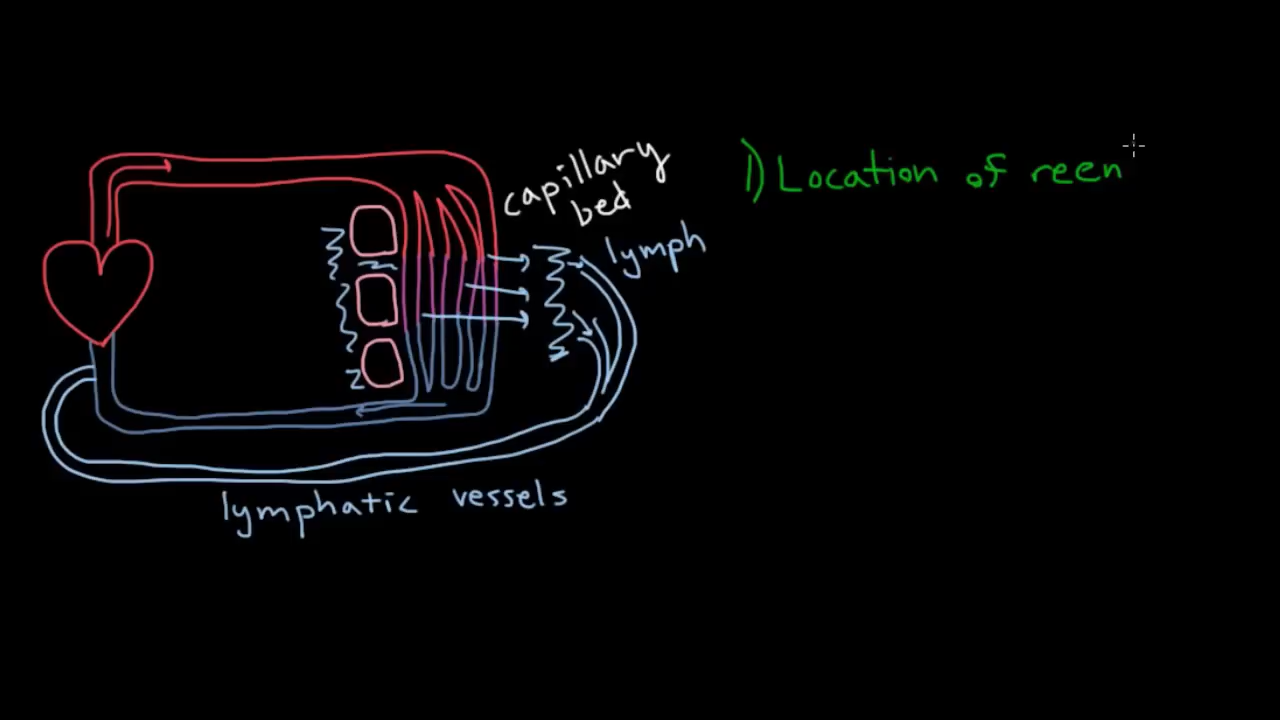 capillary
bed
lymph
lymphatic vessels
1) Location of reen